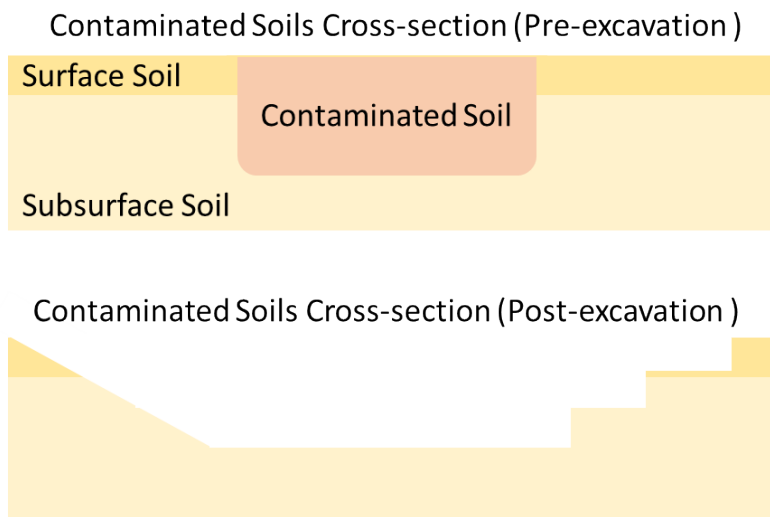 Contaminated Soils Cross-section (Pre-excavation )
Surface Soil
Contaminated Soil
Subsurface Soil
Contaminated Soils Cross-section (Post-excavation )